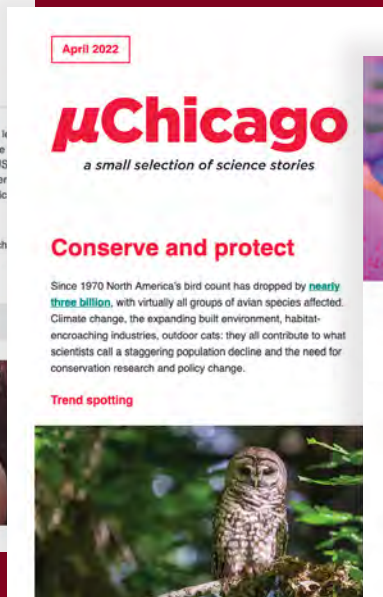 April 2022
μChicago
a small selection of science stories
Conserve and protect
Since 1970 North America's bird count has dropped by nearly
three billion, with virtually all groups of avian species affected.
Climate change, the expanding built environment, habitat-
encroaching industries, outdoor cats: they all contribute to what
scientists call a staggering population decline and the need for
conservation research and policy change.
Trend spotting